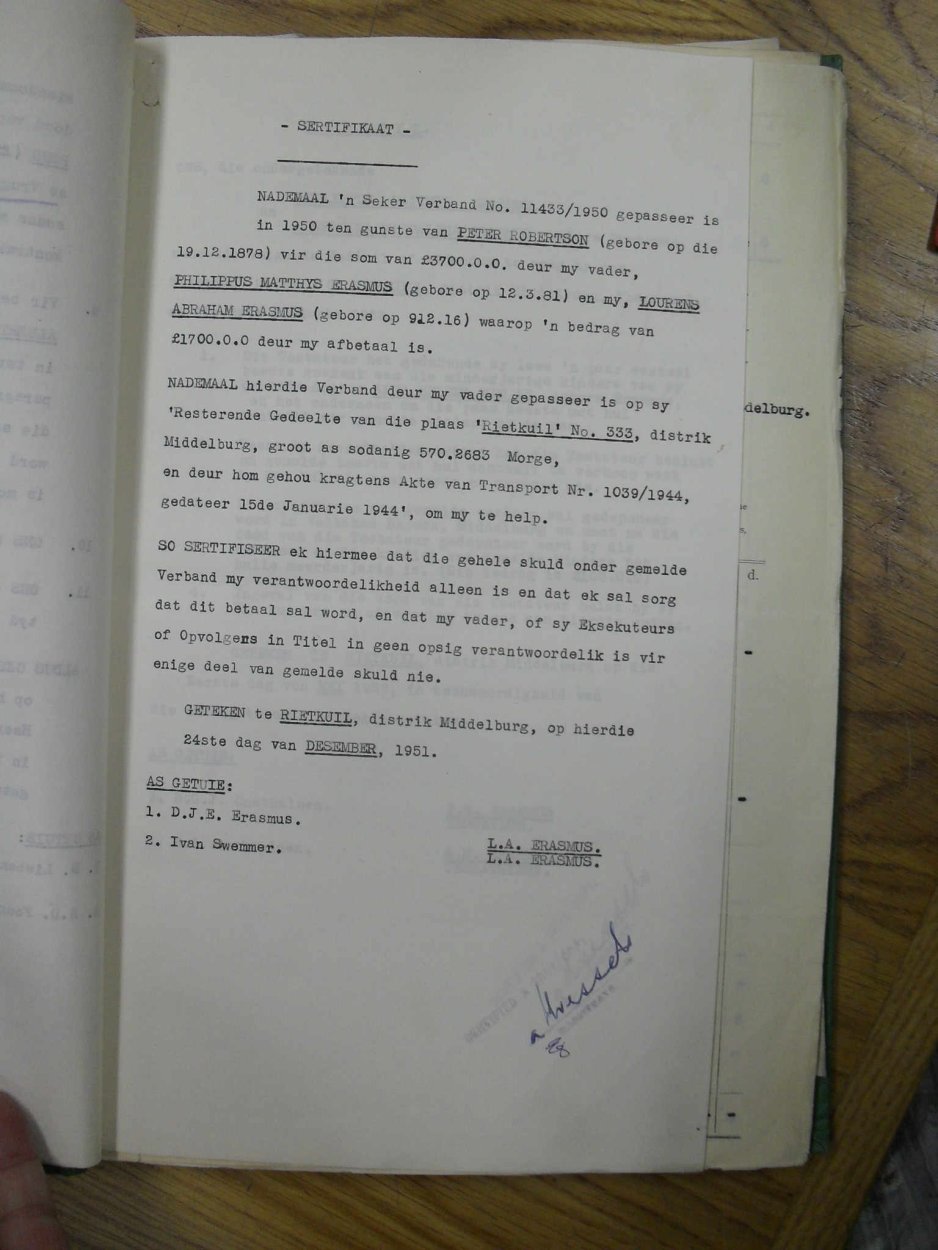 - SERTIFIKAAT -
NADEMAAL 'n Seker Verband No. 11433/1950 gepasseer is
in 1950 ten gunste van PETER ROBERTSON (gebore op die
19.12.1878) vir die som van £3700.0.0. deur my vader,
PHILIPPUS MATTHYS ERASMUS (gebore op 12.3.81) en my, LOURENS
ABRAHAM ERASMUS (gebore op 912.16) waarop 'n bedrag van
£1700.0.0 deur my afbetaal is.
NADEMAAL hierdie Verband deur my vader gepasseer is op sy
'Resterende Gedeelte van die plaas 'Rietkuil' No. 333, distrik
Middelburg, groot as sodanig 570.2683 Morge,
en deur hom gehou kragtens Akte van Transport Nr. 1039/1944,
gedateer 15de Januarie 1944', om my te help.
SO SERTIFISEER ek hiermee dat die gehele skuld onder gemelde
Verband my verantwoordelikheid alleen is en dat ek sal sorg
dat dit betaal sal word, en dat my vader, of sy Eksekuteurs
of Opvolgers in Titel in geen opsig verantwoordelik is vir
enige deel van gemelde skuld nie.
GETEKEN te RIETKUIL, distrik Middelburg, op hierdie
24ste dag van DESEMBER, 1951.
AS GETUIE:
1. D.J.E. Erasmus.
2. Ivan Swemmer.
L.A. ERASMUS.
L.A. ERASMUS.
delburg.
d.